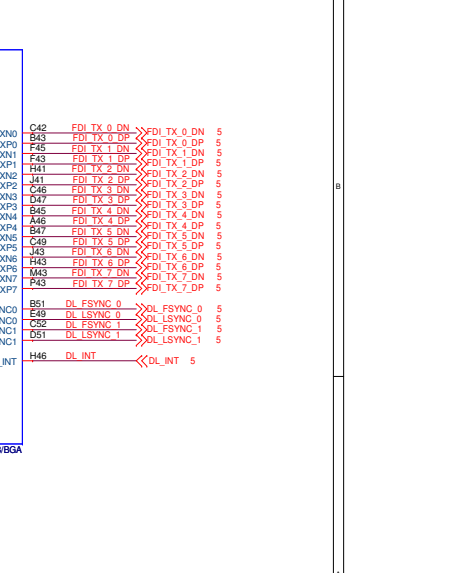 XN0 C42 FDI_TX_0_DN FDI_TX_0_DN 5
XP0 B43 FDI_TX_0_DP FDI_TX_0_DP 5
XN1 F45 FDI_TX_1_DN FDI_TX_1_DN 5
XP1 F43 FDI_TX_1_DP FDI_TX_1_DP 5
XN2 H41 FDI_TX_2_DN FDI_TX_2_DN 5
XP2 J41 FDI_TX_2_DP FDI_TX_2_DP 5
XN3 C46 FDI_TX_3_DN FDI_TX_3_DN 5
XP3 D47 FDI_TX_3_DP FDI_TX_3_DP 5
XN4 B45 FDI_TX_4_DN FDI_TX_4_DN 5
XP4 A46 FDI_TX_4_DP FDI_TX_4_DP 5
XN5 B47 FDI_TX_5_DN FDI_TX_5_DN 5
XP5 C49 FDI_TX_5_DP FDI_TX_5_DP 5
XN6 J43 FDI_TX_6_DN FDI_TX_6_DN 5
XP6 H43 FDI_TX_6_DP FDI_TX_6_DP 5
XN7 M43 FDI_TX_7_DN FDI_TX_7_DN 5
XP7 P43 FDI_TX_7_DP FDI_TX_7_DP 5
NC0 B51 DL_FSYNC_0 DL_FSYNC_0 5
NC0 E49 DL_LSYNC_0 DL_LSYNC_0 5
NC1 C52 DL_FSYNC_1 DL_FSYNC_1 5
NC1 D51 DL_LSYNC_1 DL_LSYNC_1 5
_INT H46 DL_INT DL_INT 5
/BGA
B